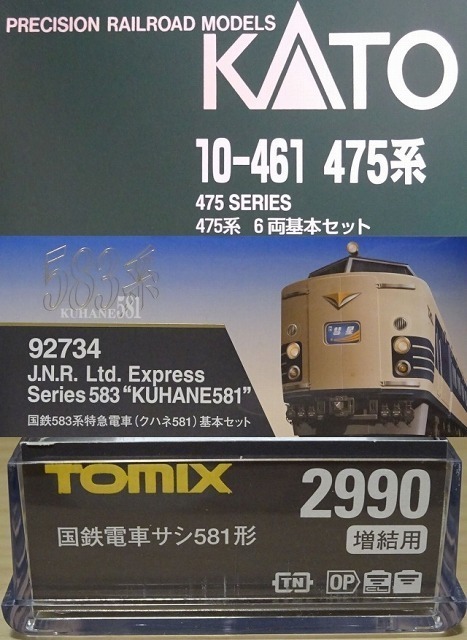 PRECISION RAILROAD MODELS
KATO
10-461 475系
475 SERIES
475系 6両基本セット
583系
KUHANE581
92734
J.N.R. Ltd. Express
Series 583 “KUHANE581”
国鉄583系特急電車(クハネ581)基本セット
TOMIX
2990
国鉄電車サシ581形
増結用
TN OP CL